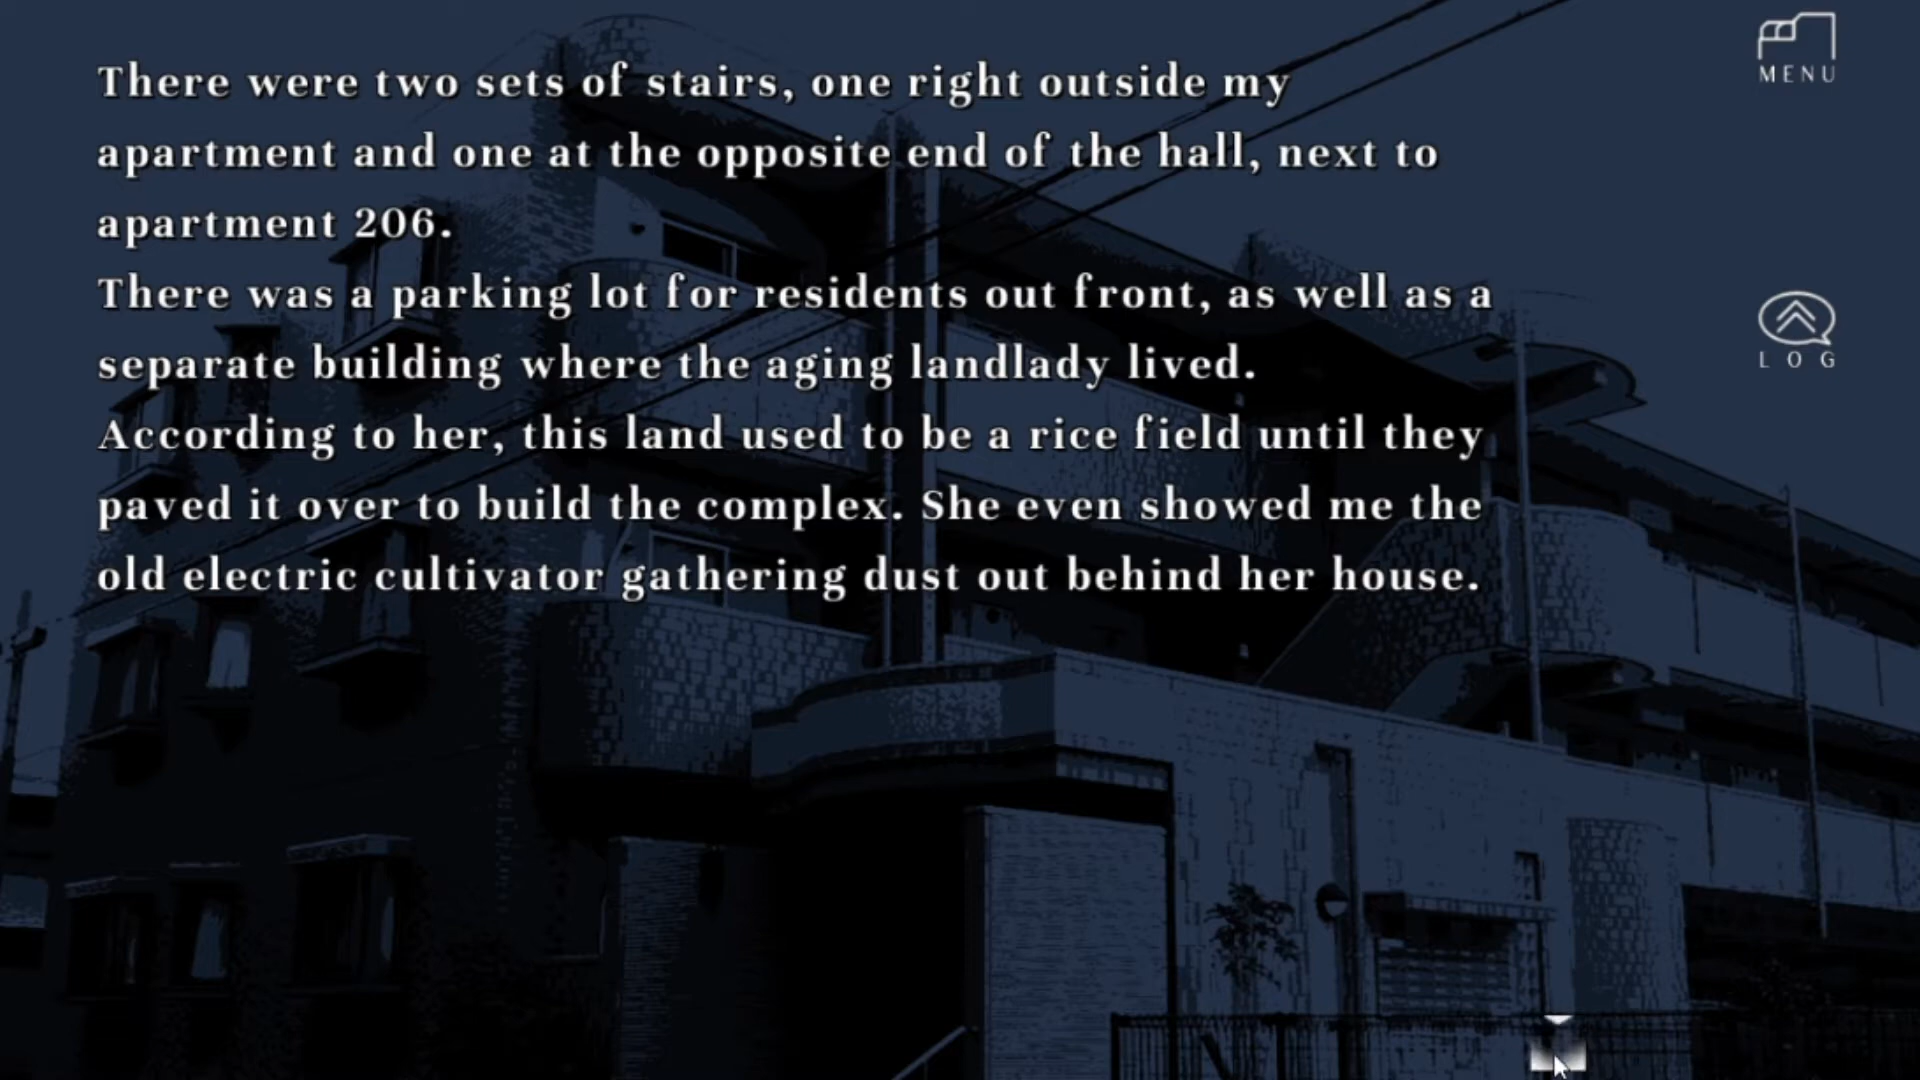 There were two sets of stairs, one right outside my
apartment and one at the opposite end of the hall, next to
apartment 206.
There was a parking lot for residents out front, as well as a
separate building where the aging landlady lived.
According to her, this land used to be a rice field until they
paved it over to build the complex. She even showed me the
old electric cultivator gathering dust out behind her house.
MENU
LOG